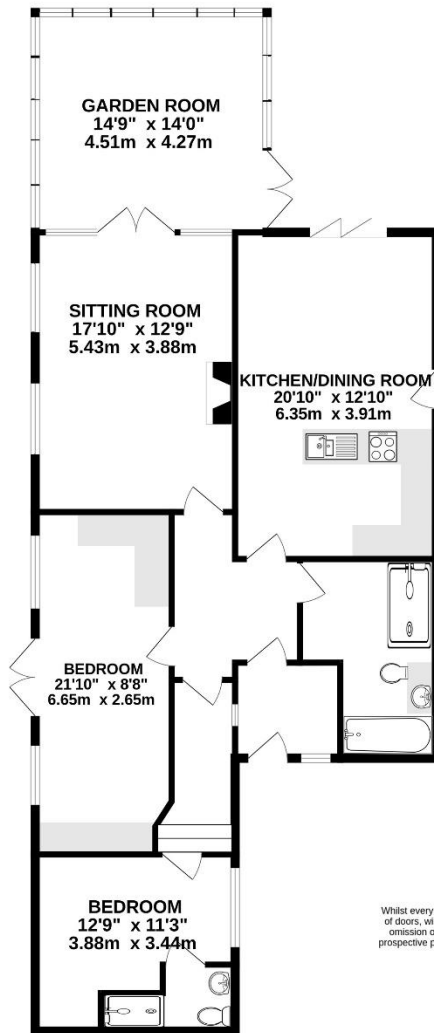 GARDEN ROOM
14'9" x 14'0"
4.51m x 4.27m
SITTING ROOM
17'10" x 12'9"
5.43m x 3.88m
KITCHEN/DINING ROOM
20'10" x 12'10"
6.35m x 3.91m
BEDROOM
21'10" x 8'8"
6.65m x 2.65m
BEDROOM
12'9" x 11'3"
3.88m x 3.44m
Whilst every
of doors, wi
omission o
prospective p